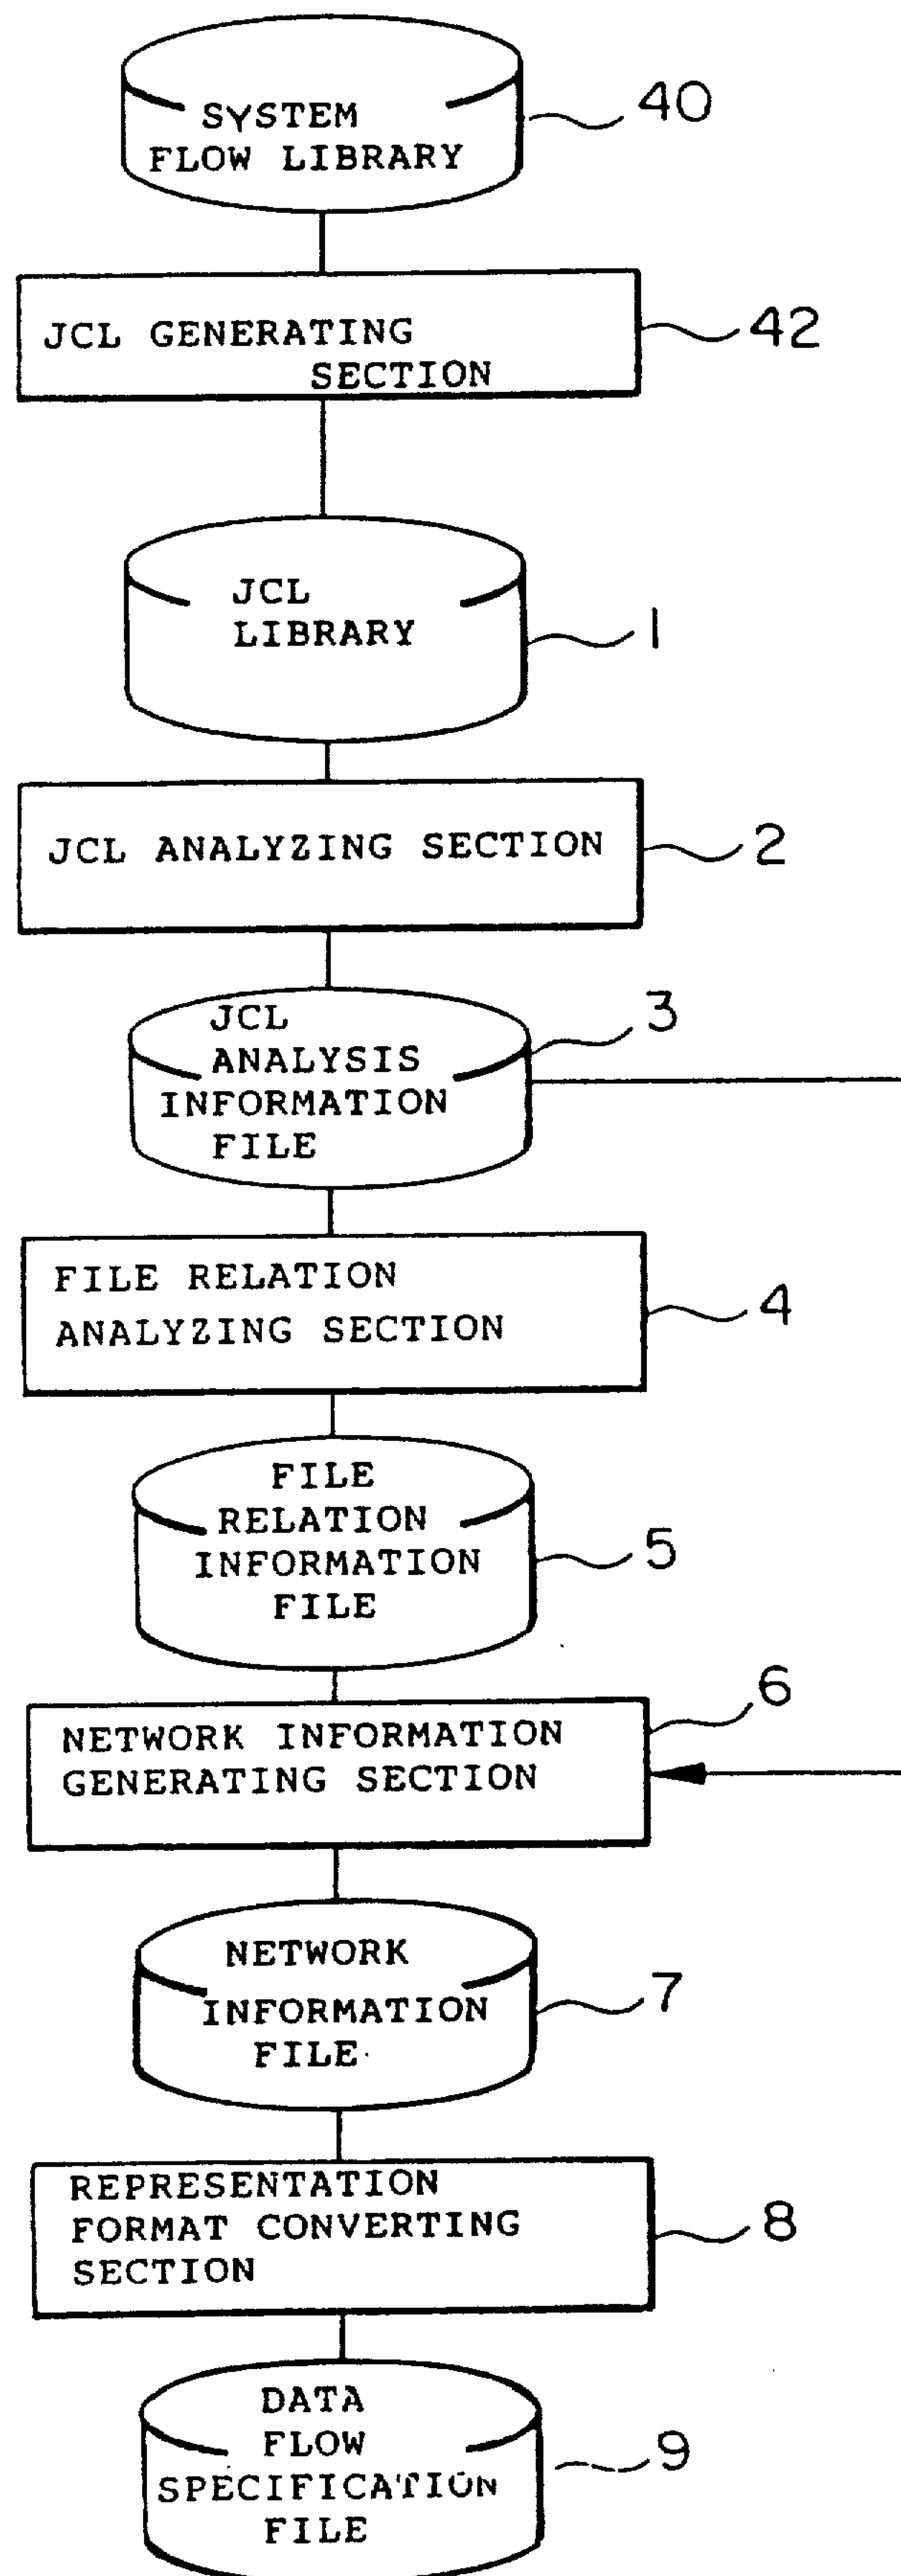 SYSTEM
FLOW LIBRARY
40
JCL GENERATING
SECTION
42
JCL
LIBRARY
1
JCL ANALYZING SECTION
2
JCL
ANALYSIS
INFORMATION
FILE
3
FILE RELATION
ANALYZING SECTION
4
FILE
RELATION
INFORMATION
FILE
5
NETWORK INFORMATION
GENERATING SECTION
6
NETWORK
INFORMATION
FILE
7
REPRESENTATION
FORMAT CONVERTING
SECTION
8
DATA
FLOW
SPECIFICATION
FILE
9